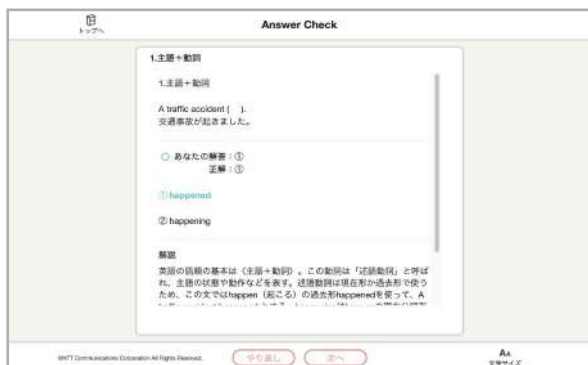 トップへ
Answer Check
1.主語＋動詞
1.主語＋動詞
A traffic accident (　).
交通事故が起きました。
○ あなたの解答：①
正解：①
① happened
② happening
解説
英語の語順の基本は〈主語＋動詞〉。この動詞は「述語動詞」と呼ば
れ、主語の状態や動作などを表す。述語動詞は現在形か過去形で使う
ため、この文ではhappen（起こる）の過去形happenedを使って、A
©NTT Communications Corporation All Rights Reserved.
やり直し
次へ
AA
文字サイズ